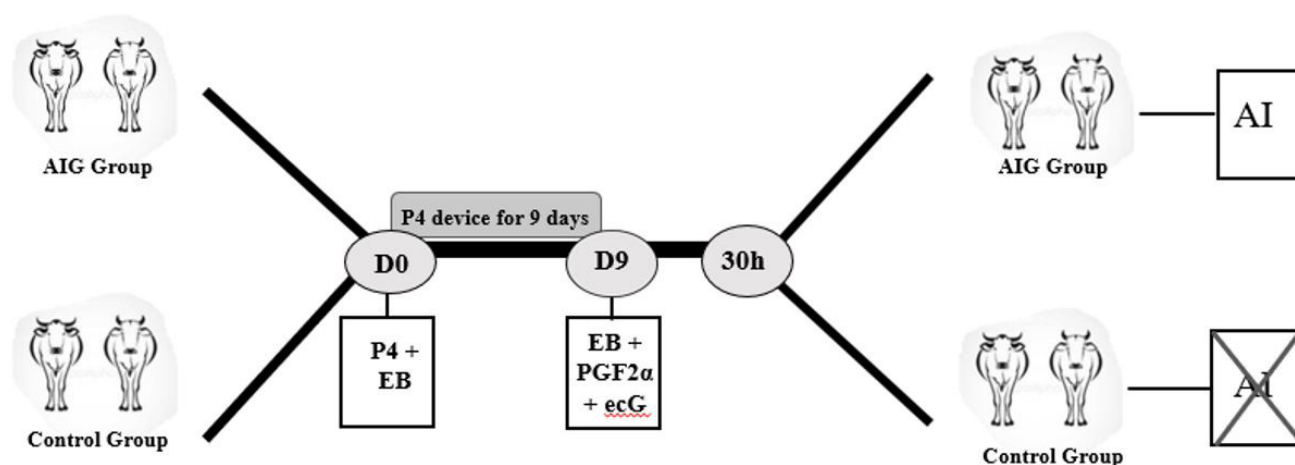 AIG Group
Control Group
P4 device for 9 days
D0
D9
30h
P4 +
EB
EB +
PGF2α
+ ecG
AIG Group
AI
Control Group
AI